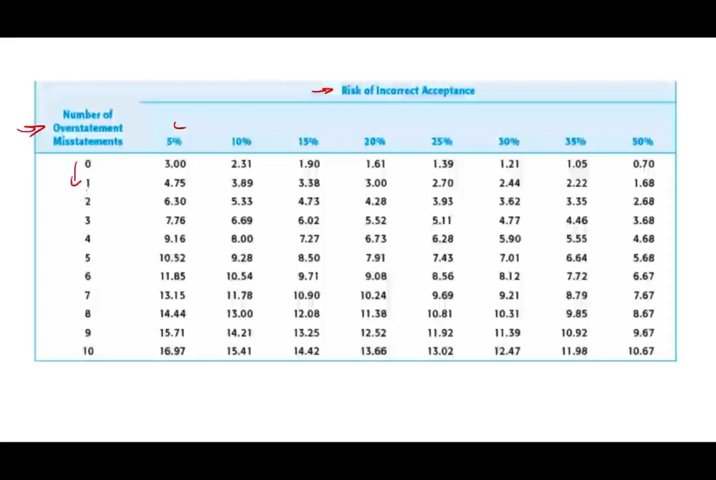 Risk of Incorrect Acceptance
Number of
Overstatement
Misstatements 5% 10% 15% 20% 25% 30% 35% 50%
0 3.00 2.31 1.90 1.61 1.39 1.21 1.05 0.70
1 4.75 3.89 3.38 3.00 2.70 2.44 2.22 1.68
2 6.30 5.33 4.73 4.28 3.93 3.62 3.35 2.68
3 7.76 6.69 6.02 5.52 5.11 4.77 4.46 3.68
4 9.16 8.00 7.27 6.73 6.28 5.90 5.55 4.68
5 10.52 9.28 8.50 7.91 7.43 7.01 6.64 5.68
6 11.85 10.54 9.71 9.08 8.56 8.12 7.72 6.67
7 13.15 11.78 10.90 10.24 9.69 9.21 8.79 7.67
8 14.44 13.00 12.08 11.38 10.81 10.31 9.85 8.67
9 15.71 14.21 13.25 12.52 11.92 11.39 10.92 9.67
10 16.97 15.41 14.42 13.66 13.02 12.47 11.98 10.67